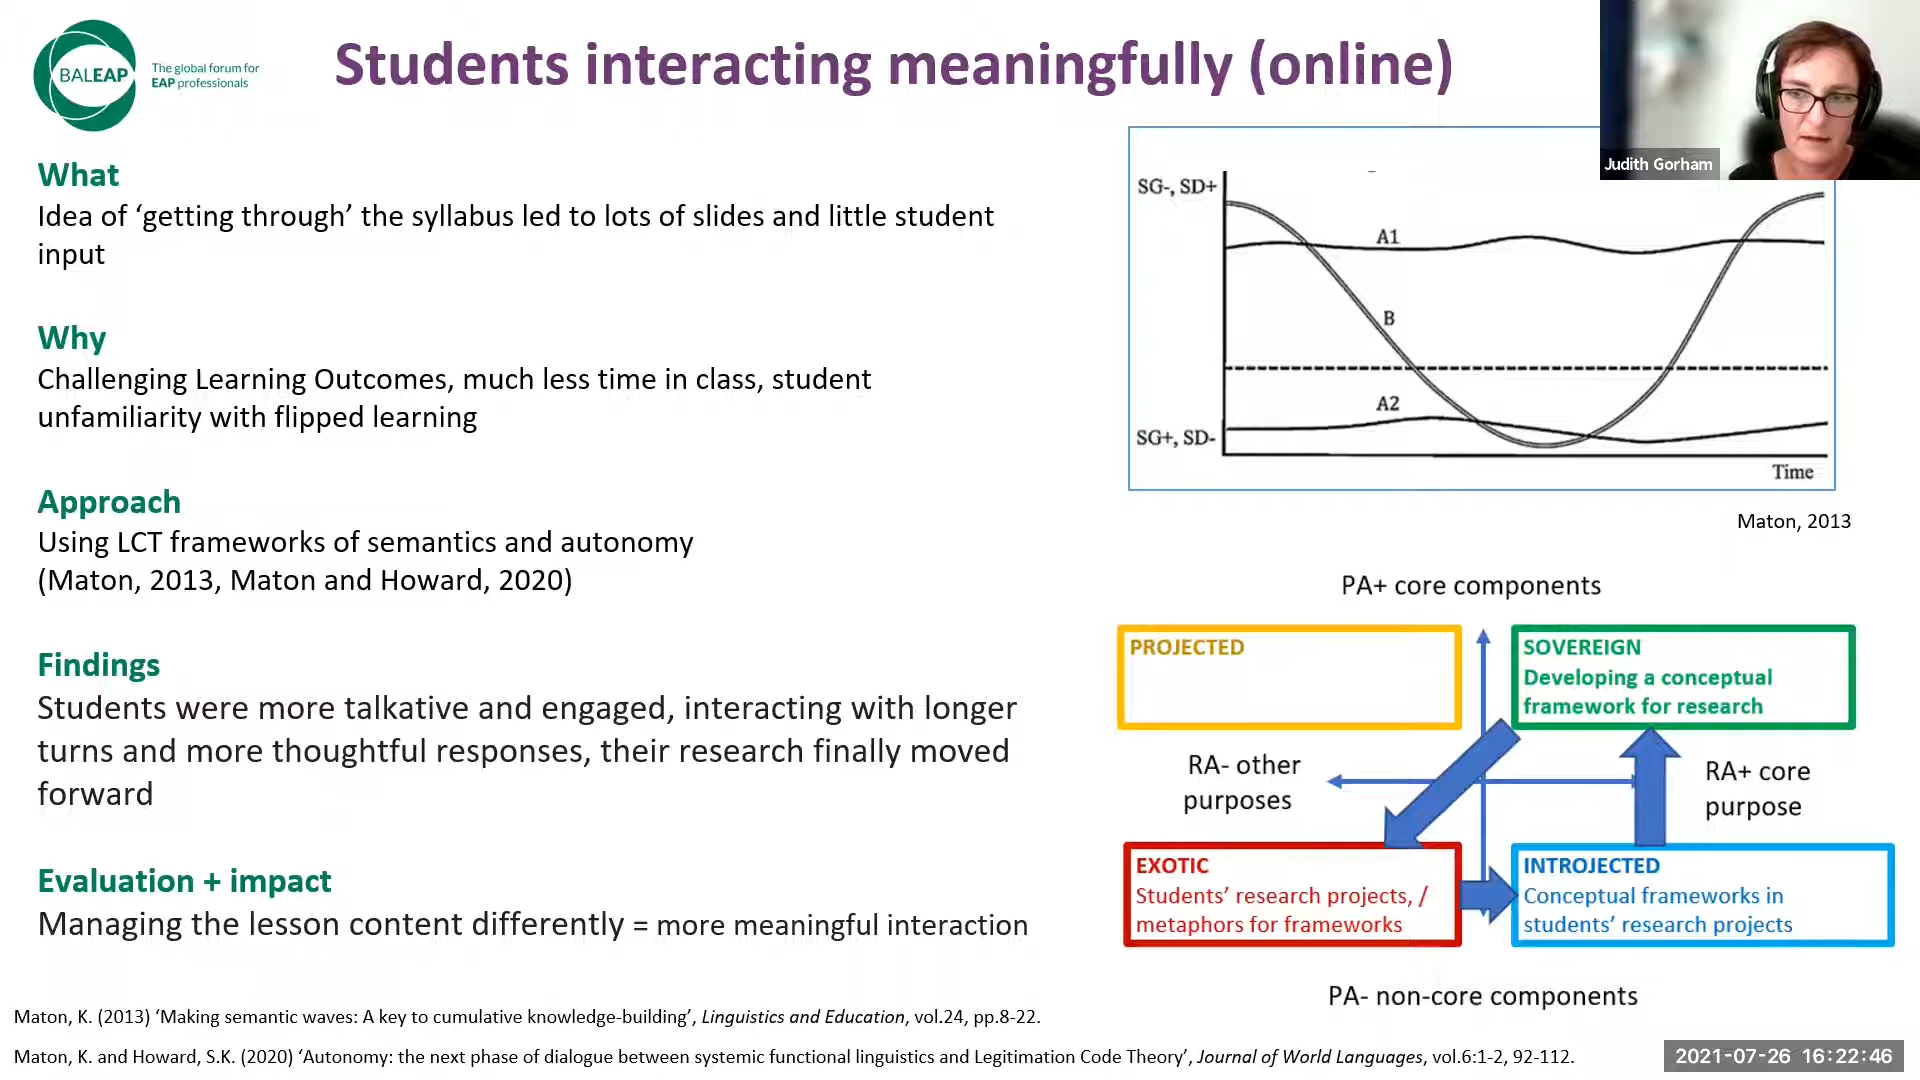 BALEAP
The global forum for
EAP professionals
Students interacting meaningfully (online)
Judith Gorham
What
Idea of ‘getting through’ the syllabus led to lots of slides and little student
input
Why
Challenging Learning Outcomes, much less time in class, student
unfamiliarity with flipped learning
Approach
Using LCT frameworks of semantics and autonomy
(Maton, 2013, Maton and Howard, 2020)
Findings
Students were more talkative and engaged, interacting with longer
turns and more thoughtful responses, their research finally moved
forward
Evaluation + impact
Managing the lesson content differently = more meaningful interaction
SG-, SD+
A1
B
A2
SG+, SD-
Time
Maton, 2013
PA+ core components
PROJECTED
SOVEREIGN
Developing a conceptual
framework for research
RA- other
purposes
RA+ core
purpose
EXOTIC
Students’ research projects, /
metaphors for frameworks
INTROJECTED
Conceptual frameworks in
students’ research projects
PA- non-core components
Maton, K. (2013) ‘Making semantic waves: A key to cumulative knowledge-building’, Linguistics and Education, vol.24, pp.8-22.
Maton, K. and Howard, S.K. (2020) ‘Autonomy: the next phase of dialogue between systemic functional linguistics and Legitimation Code Theory’, Journal of World Languages, vol.6:1-2, 92-112.
2021-07-26 16:22:46